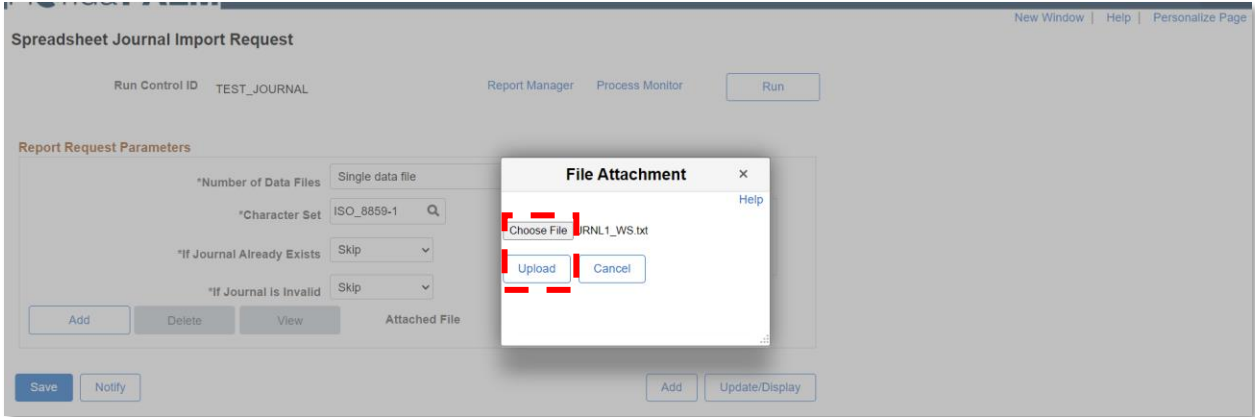 New Window | Help | Personalize Page
Spreadsheet Journal Import Request
Run Control ID TEST_JOURNAL Report Manager Process Monitor Run
Report Request Parameters
*Number of Data Files Single data file
*Character Set ISO_8859-1
*If Journal Already Exists Skip
*If Journal is Invalid Skip
Add Delete View Attached File
File Attachment ×
Help
Choose File JRNL1_WS.txt
Upload Cancel
Save Notify Add Update/Display